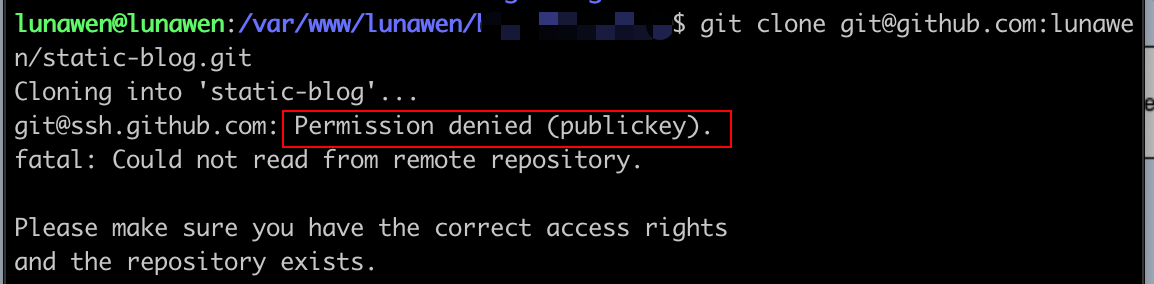 lunawen@lunawen:/var/www/lunawen/ $ git clone git@github.com:lunawe
n/static-blog.git
Cloning into 'static-blog'...
git@ssh.github.com: Permission denied (publickey).
fatal: Could not read from remote repository.
Please make sure you have the correct access rights
and the repository exists.